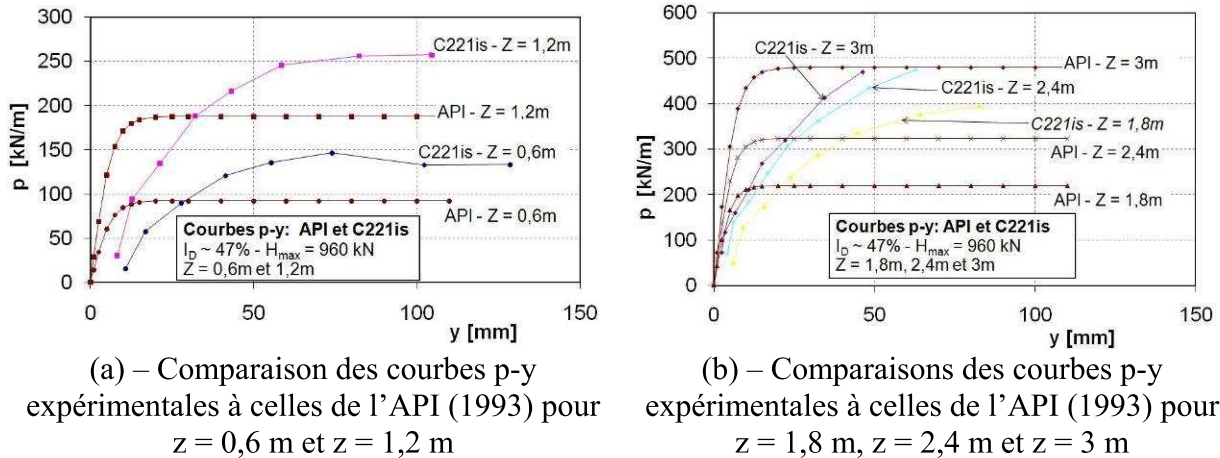 300
250
200
150
100
50
0
p [kN/m]
C221is - Z = 1,2m
API - Z = 1,2m
C221is - Z = 0,6m
API - Z = 0,6m
Courbes p-y: API et C221is
I_D ~ 47% - H_max = 960 kN
Z = 0,6m et 1,2m
0 50 100 150
y [mm]
(a) – Comparaison des courbes p-y
expérimentales à celles de l’API (1993) pour
z = 0,6 m et z = 1,2 m
600
500
400
300
200
100
0
p [kN/m]
C221is - Z = 3m
API - Z = 3m
C221is - Z = 2,4m
C221is - Z = 1,8m
API - Z = 2,4m
API - Z = 1,8m
Courbes p-y: API et C221is
I_D ~ 47% - H_max = 960 kN
Z = 1,8m, 2,4m et 3m
0 50 100 150
y [mm]
(b) – Comparaisons des courbes p-y
expérimentales à celles de l’API (1993) pour
z = 1,8 m, z = 2,4 m et z = 3 m